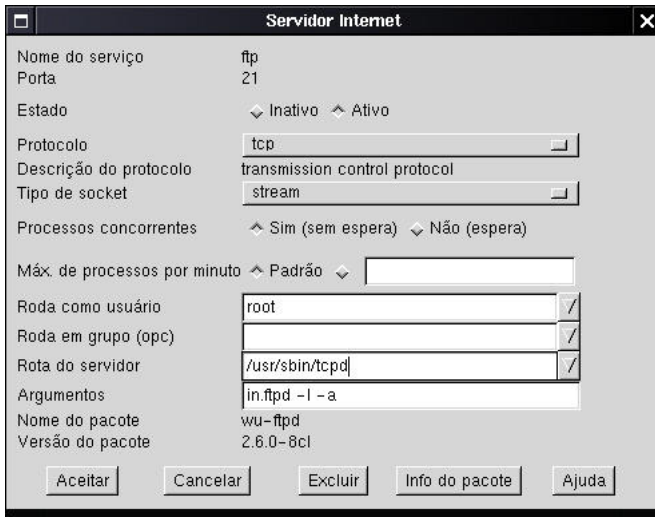 Servidor Internet
Nome do serviço ftp
Porta 21
Estado Inativo Ativo
Protocolo tcp
Descrição do protocolo transmission control protocol
Tipo de socket stream
Processos concorrentes Sim (sem espera) Não (espera)
Máx. de processos por minuto Padrão
Roda como usuário root
Roda em grupo (opc)
Rota do servidor /usr/sbin/tcpd
Argumentos in.ftpd -l -a
Nome do pacote wu-ftpd
Versão do pacote 2.6.0-8cl
Aceitar Cancelar Excluir Info do pacote Ajuda